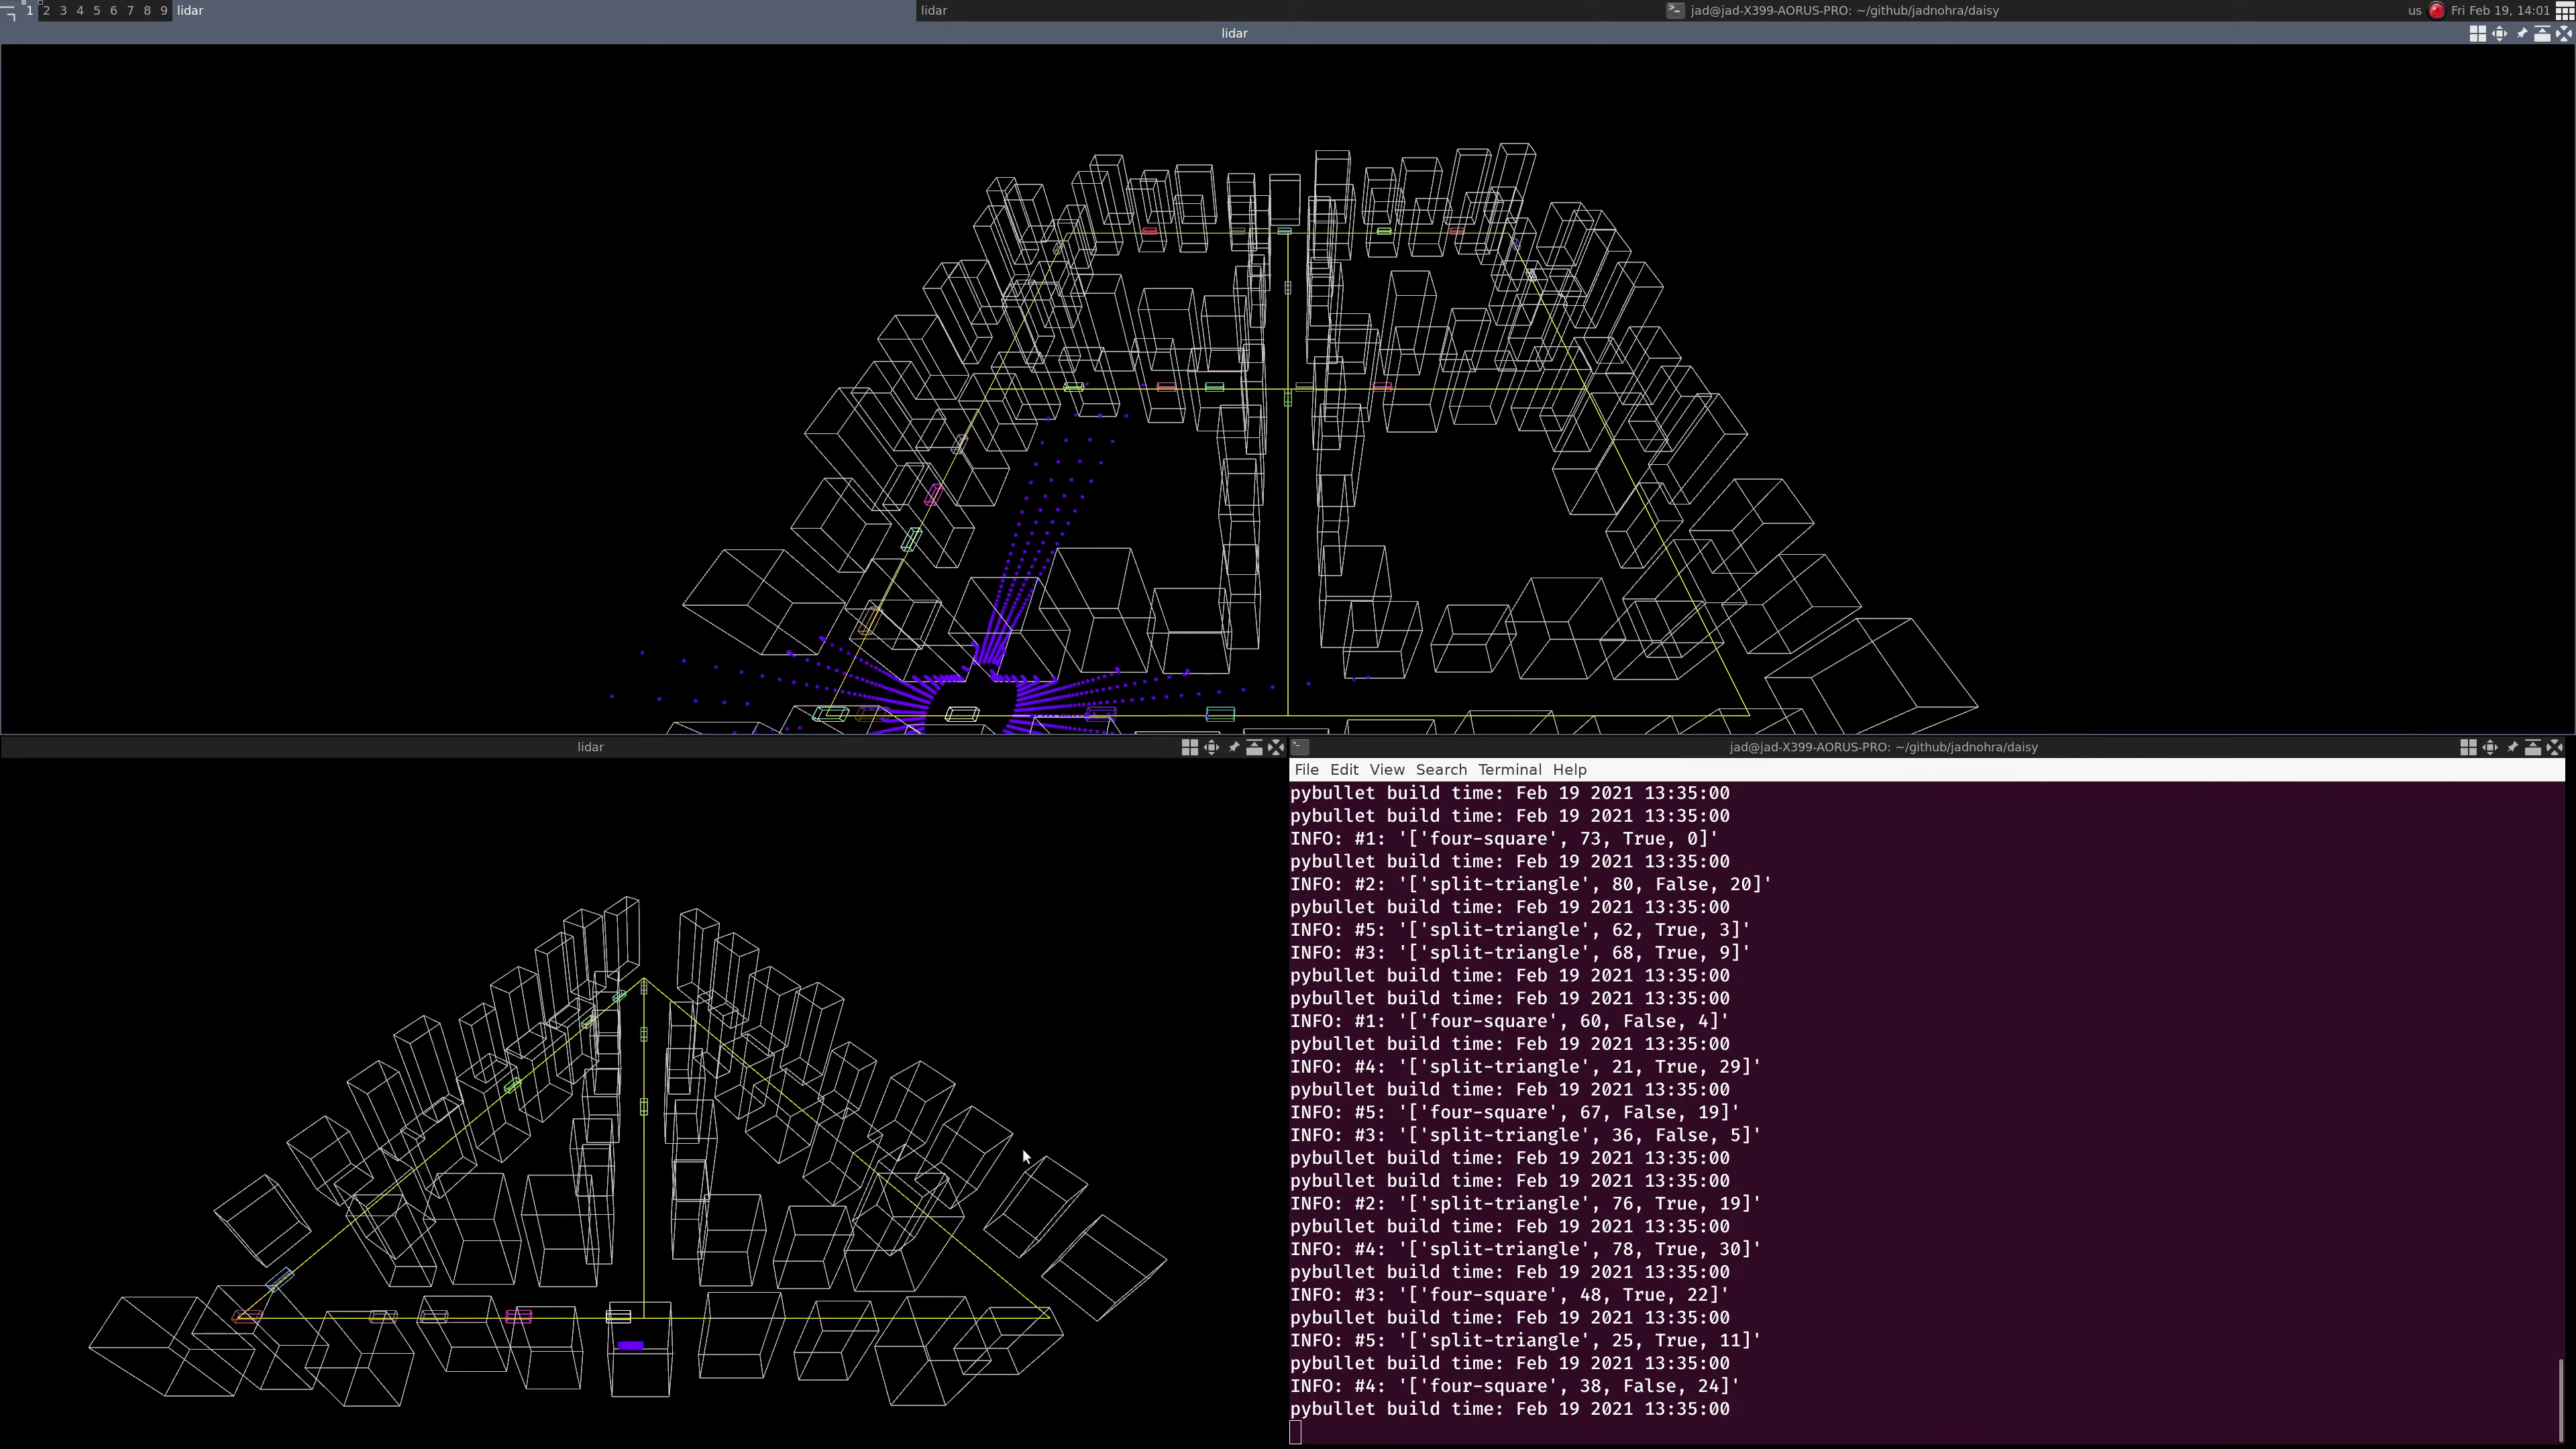 1 2 3 4 5 6 7 8 9 lidar lidar jad@jad-X399-AORUS-PRO: ~/github/jadnohra/daisy us Fri Feb 19, 14:01
lidar
lidar
jad@jad-X399-AORUS-PRO: ~/github/jadnohra/daisy
File Edit View Search Terminal Help
pybullet build time: Feb 19 2021 13:35:00
pybullet build time: Feb 19 2021 13:35:00
INFO: #1: '['four-square', 73, True, 0]'
pybullet build time: Feb 19 2021 13:35:00
INFO: #2: '['split-triangle', 80, False, 20]'
pybullet build time: Feb 19 2021 13:35:00
INFO: #5: '['split-triangle', 62, True, 3]'
INFO: #3: '['split-triangle', 68, True, 9]'
pybullet build time: Feb 19 2021 13:35:00
pybullet build time: Feb 19 2021 13:35:00
INFO: #1: '['four-square', 60, False, 4]'
pybullet build time: Feb 19 2021 13:35:00
INFO: #4: '['split-triangle', 21, True, 29]'
pybullet build time: Feb 19 2021 13:35:00
INFO: #5: '['four-square', 67, False, 19]'
INFO: #3: '['split-triangle', 36, False, 5]'
pybullet build time: Feb 19 2021 13:35:00
pybullet build time: Feb 19 2021 13:35:00
INFO: #2: '['split-triangle', 76, True, 19]'
pybullet build time: Feb 19 2021 13:35:00
INFO: #4: '['split-triangle', 78, True, 30]'
pybullet build time: Feb 19 2021 13:35:00
INFO: #3: '['four-square', 48, True, 22]'
pybullet build time: Feb 19 2021 13:35:00
INFO: #5: '['split-triangle', 25, True, 11]'
pybullet build time: Feb 19 2021 13:35:00
INFO: #4: '['four-square', 38, False, 24]'
pybullet build time: Feb 19 2021 13:35:00